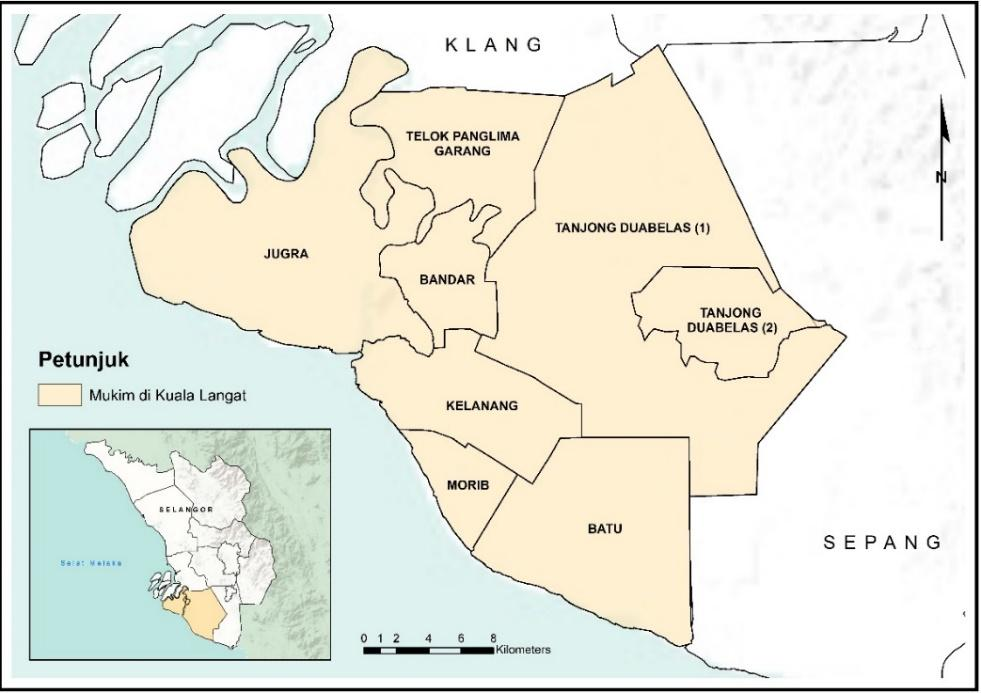 KLANG
TELOK PANGLIMA
GARANG
N
TANJONG DUABELAS (1)
JUGRA
BANDAR
TANJONG
DUABELAS (2)
Petunjuk
Mukim di Kuala Langat
KELANANG
MORIB
BATU
SEPANG
SELANGOR
Selat Melaka
0 1 2 4 6 8
Kilometers